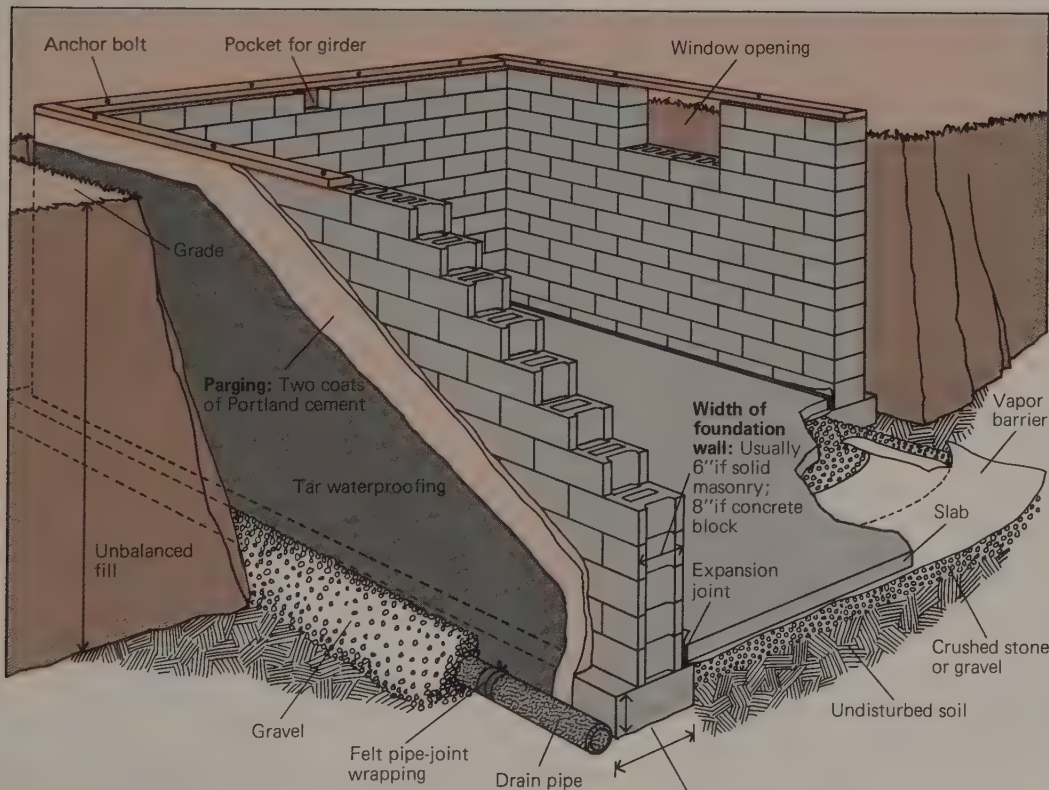 Anchor bolt
Pocket for girder
Window opening
Grade
Parging: Two coats
of Portland cement
Width of
foundation
wall: Usually
6″ if solid
masonry;
8″ if concrete
block
Vapor
barrier
Tar waterproofing
Slab
Unbalanced
fill
Expansion
joint
Crushed stone
or gravel
Undisturbed soil
Gravel
Felt pipe-joint
wrapping
Drain pipe